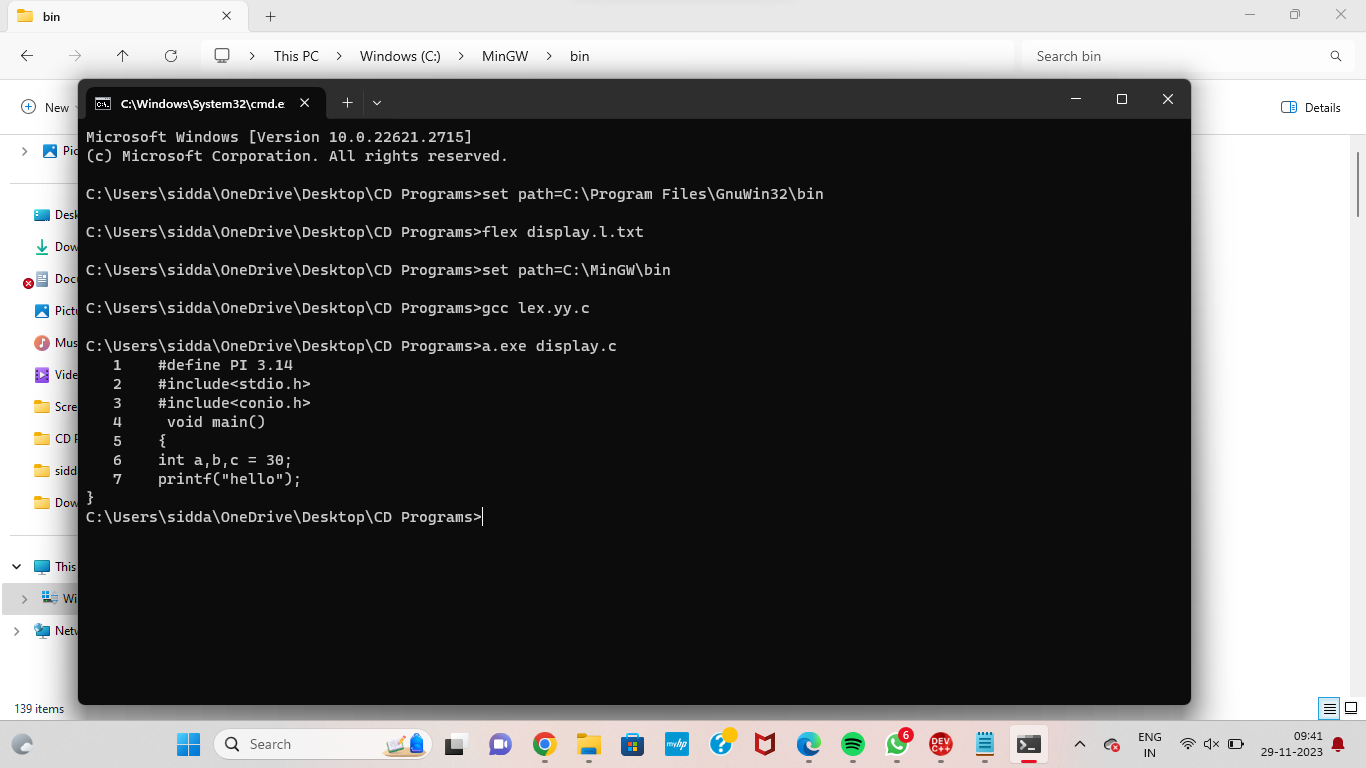 bin
This PC
Windows (C:)
MinGW
bin
Search bin
New
C:\Windows\System32\cmd.e
Details
Microsoft Windows [Version 10.0.22621.2715]
(c) Microsoft Corporation. All rights reserved.
C:\Users\sidda\OneDrive\Desktop\CD Programs>set path=C:\Program Files\GnuWin32\bin
C:\Users\sidda\OneDrive\Desktop\CD Programs>flex display.l.txt
C:\Users\sidda\OneDrive\Desktop\CD Programs>set path=C:\MinGW\bin
C:\Users\sidda\OneDrive\Desktop\CD Programs>gcc lex.yy.c
C:\Users\sidda\OneDrive\Desktop\CD Programs>a.exe display.c
1 #define PI 3.14
2 #include<stdio.h>
3 #include<conio.h>
4 void main()
5 {
6 int a,b,c = 30;
7 printf("hello");
}
C:\Users\sidda\OneDrive\Desktop\CD Programs>
Pic
Desk
Dow
Docu
Pictu
Mus
Vide
Scre
CD P
sidd
Dow
This
Wi
Netw
139 items
Search
myhp
DEV
C++
6
ENG
IN
09:41
29-11-2023